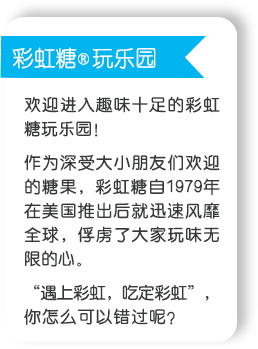 彩虹糖®玩乐园
欢迎进入趣味十足的彩虹
糖玩乐园!
作为深受大小朋友们欢迎
的糖果，彩虹糖自1979年
在美国推出后就迅速风靡
全球，俘虏了大家玩味无
限的心。
“遇上彩虹，吃定彩虹”，
你怎么可以错过呢?